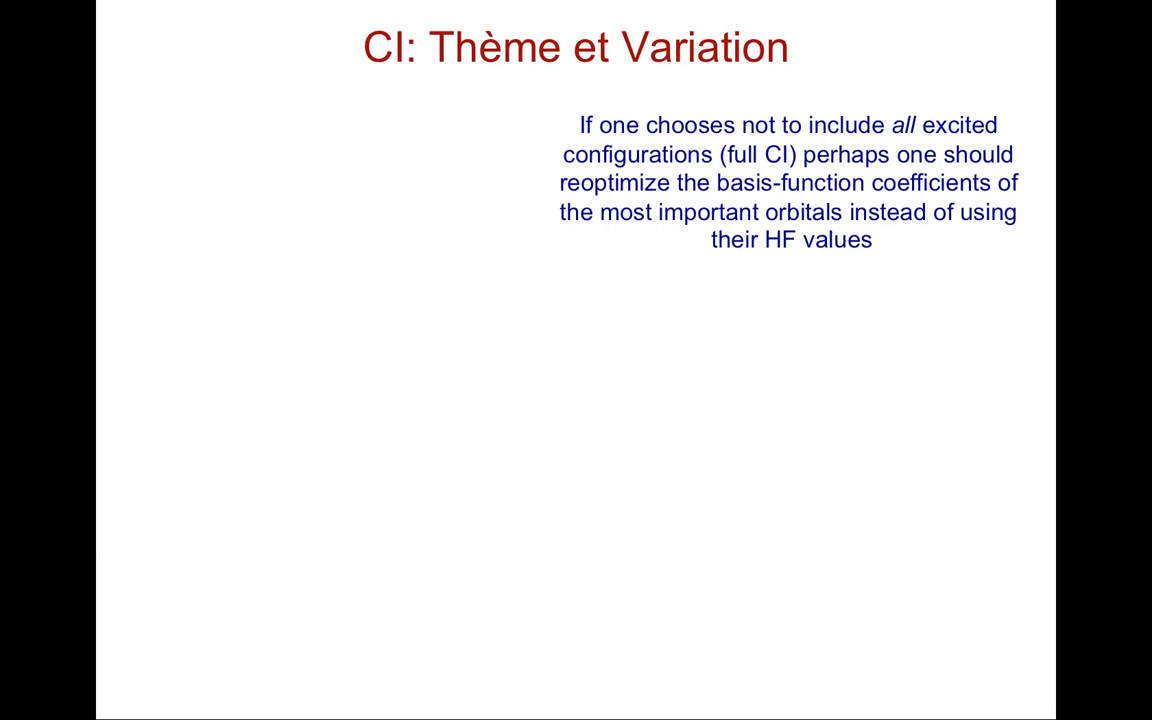 CI: Thème et Variation
If one chooses not to include all excited
configurations (full CI) perhaps one should
reoptimize the basis-function coefficients of
the most important orbitals instead of using
their HF values